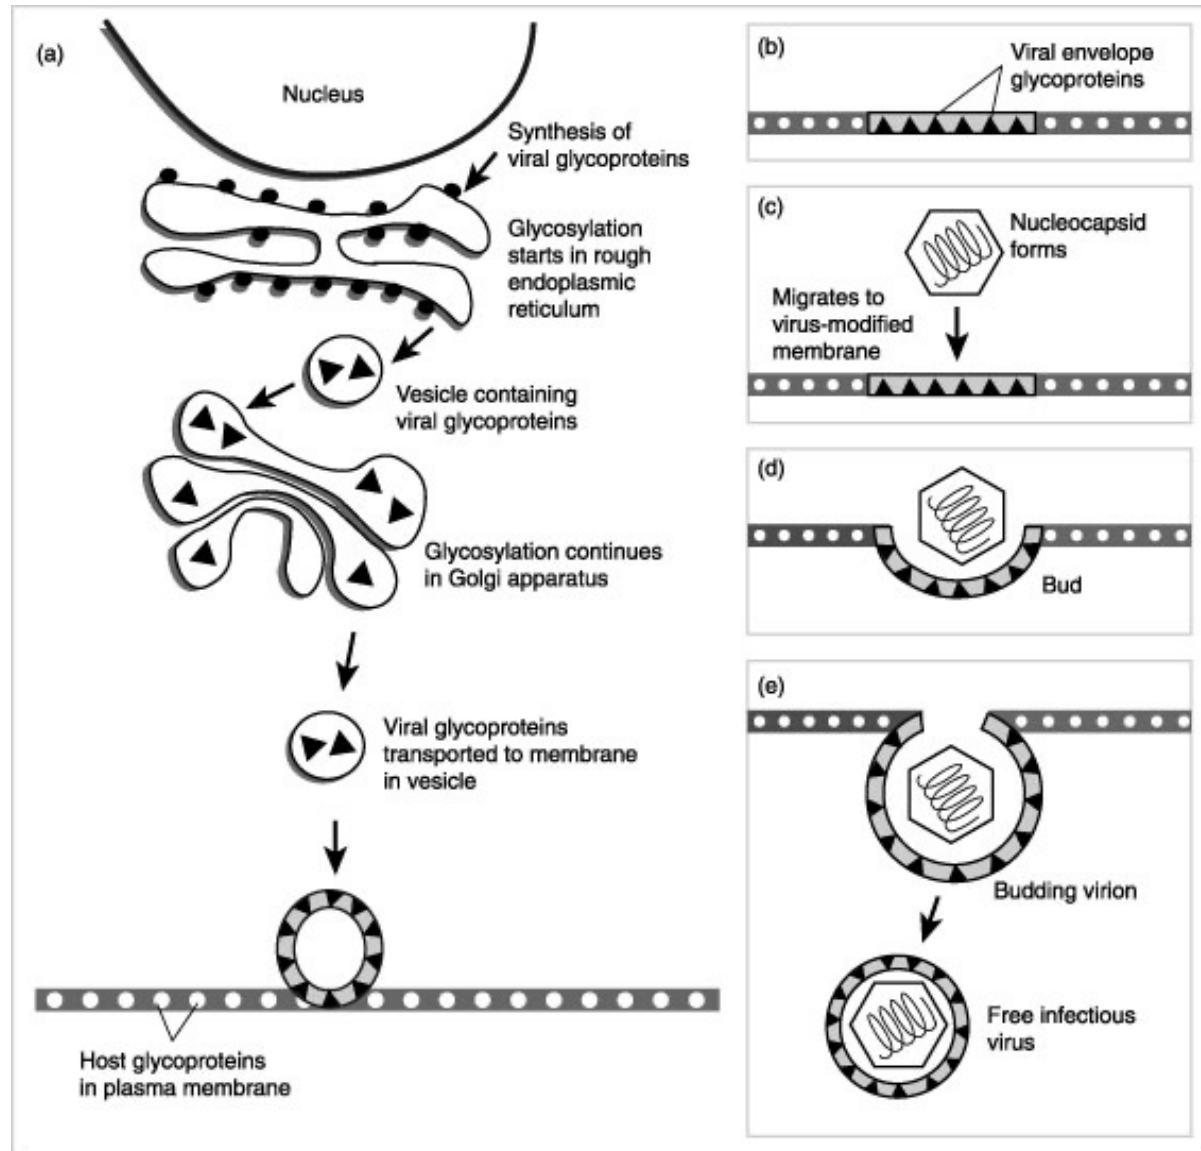 (a)
Nucleus
Synthesis of
viral glycoproteins
Glycosylation
starts in rough
endoplasmic
reticulum
Vesicle containing
viral glycoproteins
Glycosylation continues
in Golgi apparatus
Viral glycoproteins
transported to membrane
in vesicle
Host glycoproteins
in plasma membrane
(b)
Viral envelope
glycoproteins
(c)
Nucleocapsid
forms
Migrates to
virus-modified
membrane
(d)
Bud
(e)
Budding virion
Free infectious
virus